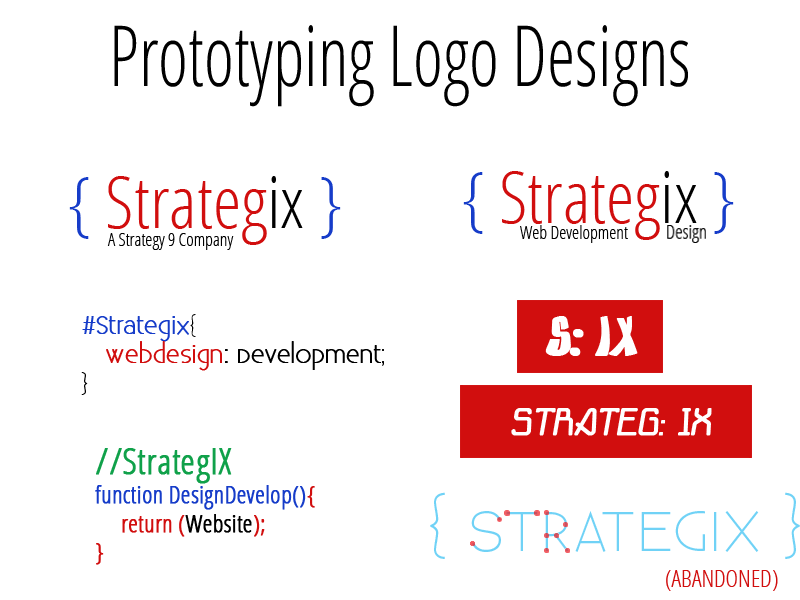 Prototyping Logo Designs
{ Strategix }
A Strategy 9 Company
{ Strategix }
Web Development Design
#Strategix{
webdesign: Development;
}
//StrategIX
function DesignDevelop(){
return (Website);
}
S: IX
STRATEG: IX
{ STRATEGIX }
(ABANDONED)